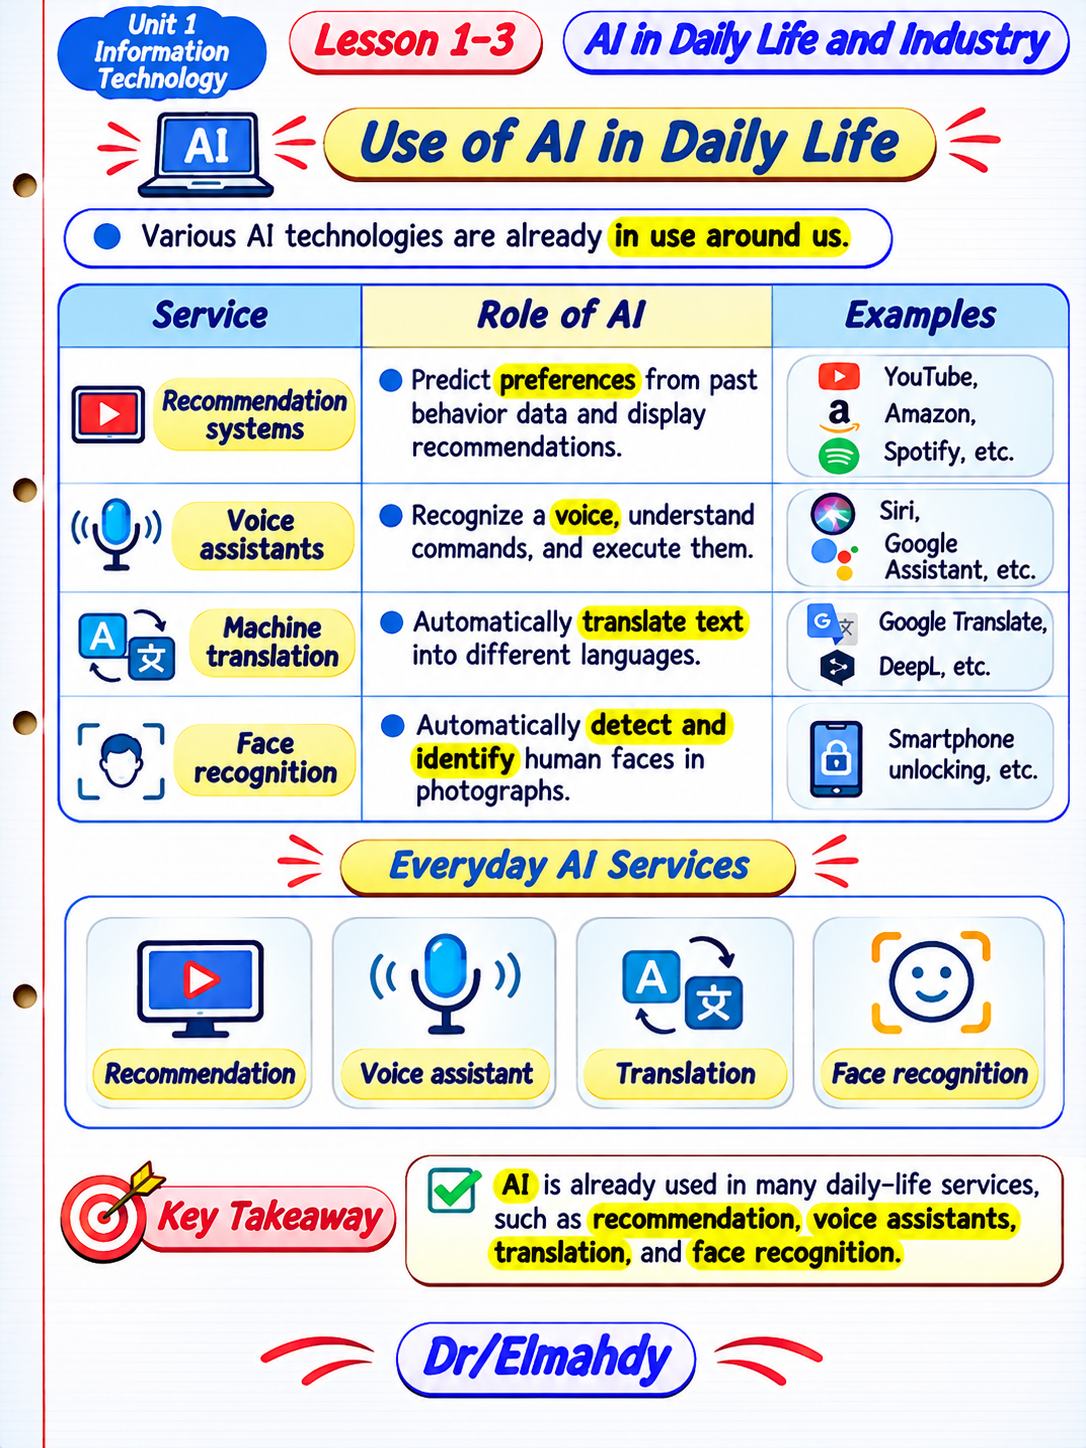 Unit 1
Information
Technology
Lesson 1-3
AI in Daily Life and Industry
AI
Use of AI in Daily Life
Various AI technologies are already in use around us.
Service
Role of AI
Examples
Recommendation
systems
Predict preferences from past
behavior data and display
recommendations.
YouTube,
a
Amazon,
Spotify, etc.
Voice
assistants
Recognize a voice, understand
commands, and execute them.
Siri,
Google
Assistant, etc.
A
文
Machine
translation
Automatically translate text
into different languages.
G
文
Google Translate,
DeepL, etc.
Face
recognition
Automatically detect and
identify human faces in
photographs.
Smartphone
unlocking, etc.
Everyday AI Services
A
文
Recommendation
Voice assistant
Translation
Face recognition
Key Takeaway
AI is already used in many daily-life services,
such as recommendation, voice assistants,
translation, and face recognition.
Dr/Elmahdy